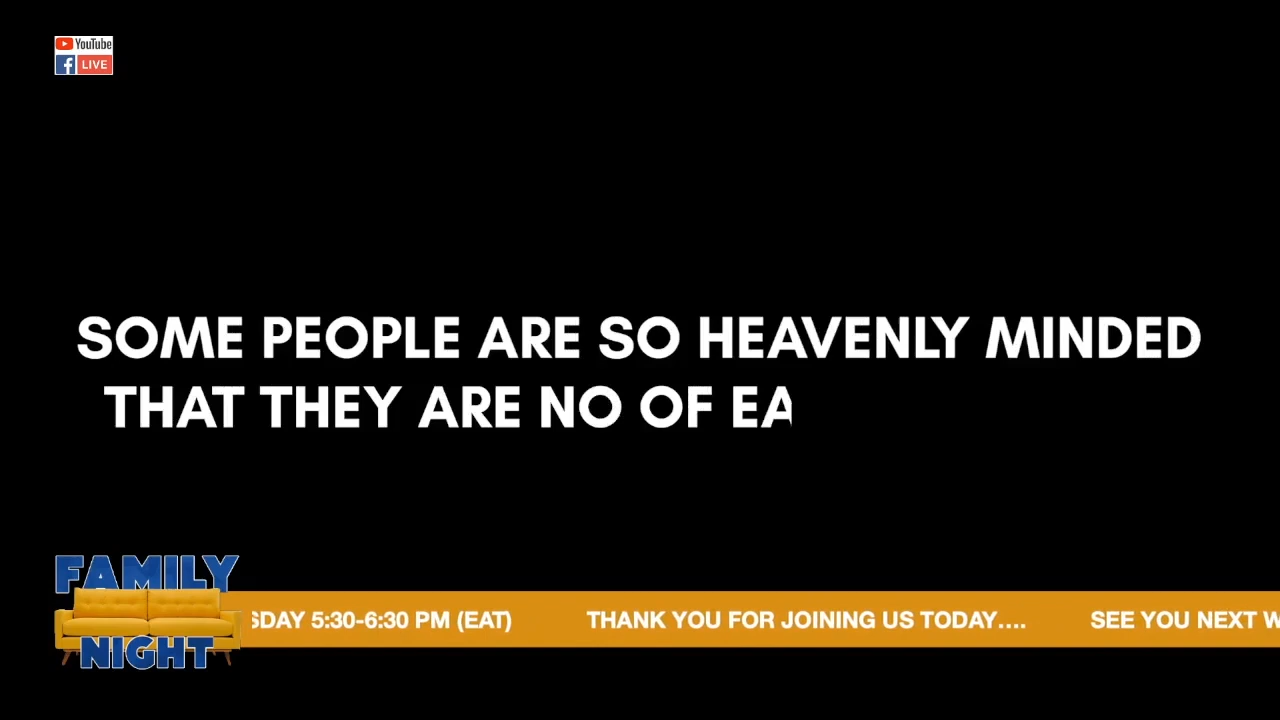 YouTube
f LIVE
SOME PEOPLE ARE SO HEAVENLY MINDED
THAT THEY ARE NO OF EA
FAMILY
NIGHT
SDAY 5:30-6:30 PM (EAT) THANK YOU FOR JOINING US TODAY.... SEE YOU NEXT W